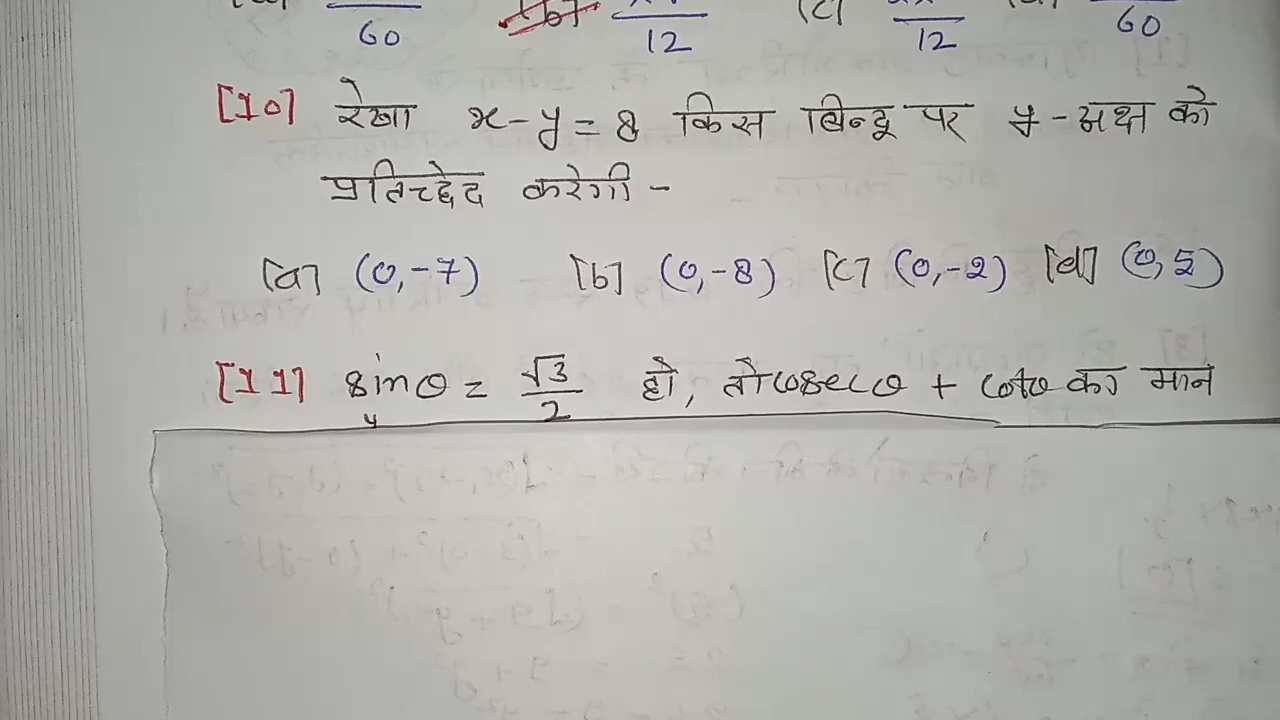 60 12 12 60
[10] रेखा x-y=8 किस बिन्दू पर y-अक्ष को
प्रतिच्छेद करेगी -
[a] (0,-7) [b] (0,-8) [c] (0,-2) [d] (0,5)
[11] sinθ = √3/2 हो, तो cosecθ + cotθ का मान